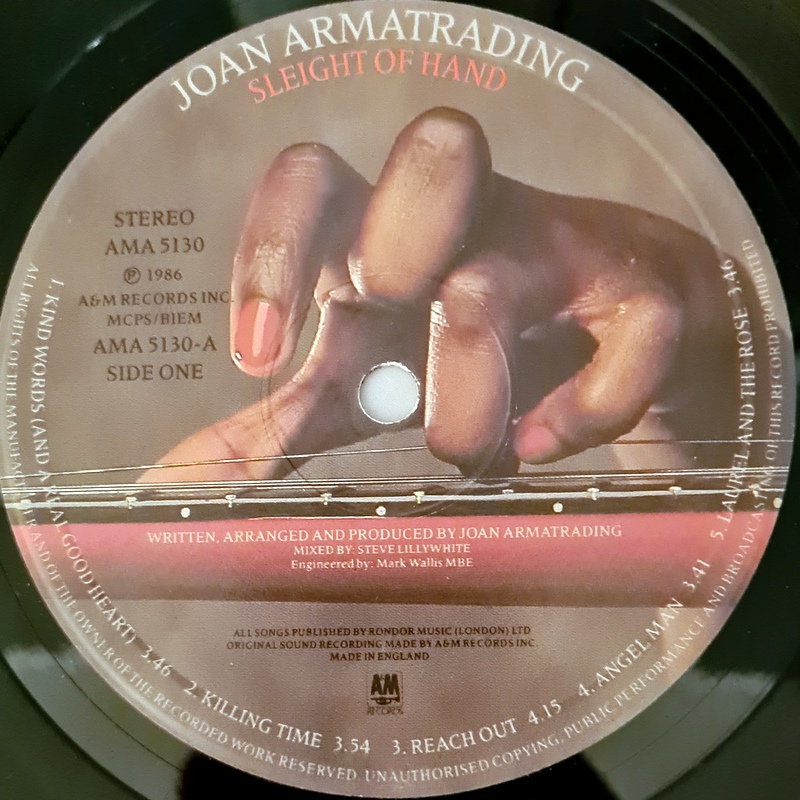 JOAN ARMATRADING
SLEIGHT OF HAND
STEREO
AMA 5130
Ⓟ 1986
A&M RECORDS INC.
MCPS/BIEM
AMA 5130-A
SIDE ONE
WRITTEN, ARRANGED AND PRODUCED BY JOAN ARMATRADING
MIXED BY: STEVE LILLYWHITE
Engineered by: Mark Wallis MBE
ALL SONGS PUBLISHED BY RONDOR MUSIC (LONDON) LTD
ORIGINAL SOUND RECORDING MADE BY A&M RECORDS INC.
MADE IN ENGLAND
A&M
RECORDS
1. KIND WORDS (AND A REAL GOOD HEART) 3.46 2. KILLING TIME 3.54 3. REACH OUT 4.15 4. ANGEL MAN 3.41 5. LAUREL AND THE ROSE 3.46
ALL RIGHTS OF THE MANUFACTURER AND OF THE OWNER OF THE RECORDED WORK RESERVED. UNAUTHORISED COPYING, PUBLIC PERFORMANCE AND BROADCASTING OF THIS RECORD PROHIBITED